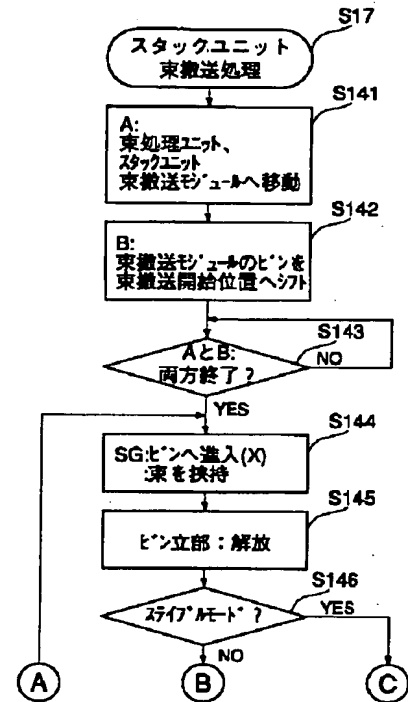 S17
スタックユニット
束搬送処理
S141
A:
束処理ユニット、
スタックユニット
束搬送モジュールへ移動
S142
B:
束搬送モジュールのビンを
束搬送開始位置へシフト
S143
AとB:
両方終了?
NO
YES
S144
SG:ビンへ進入(X)
:束を挟持
S145
ビン立部:解放
S146
ステイプルモード?
YES
NO
A
B
C